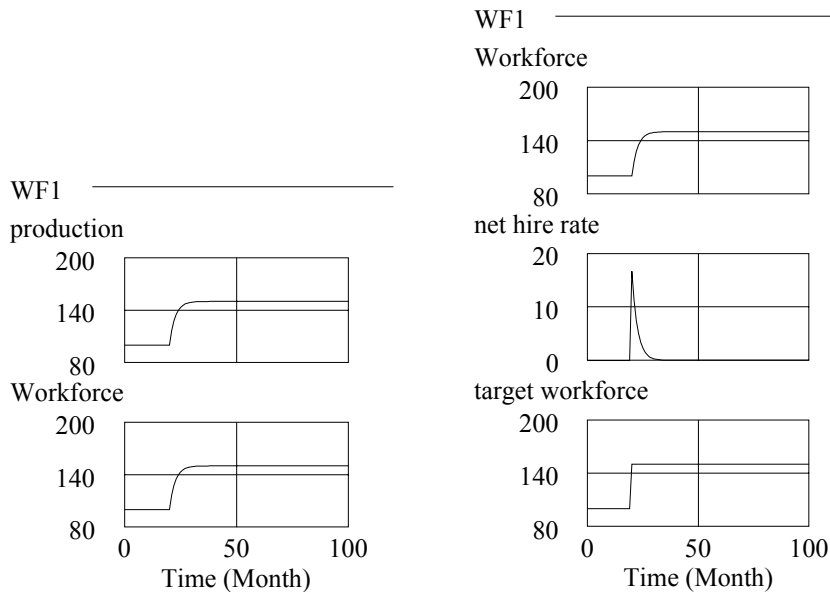 WF1
production
200
140
80
Workforce
200
140
80
0 50 100
Time (Month)
WF1
Workforce
200
140
80
net hire rate
20
10
0
target workforce
200
140
80
0 50 100
Time (Month)